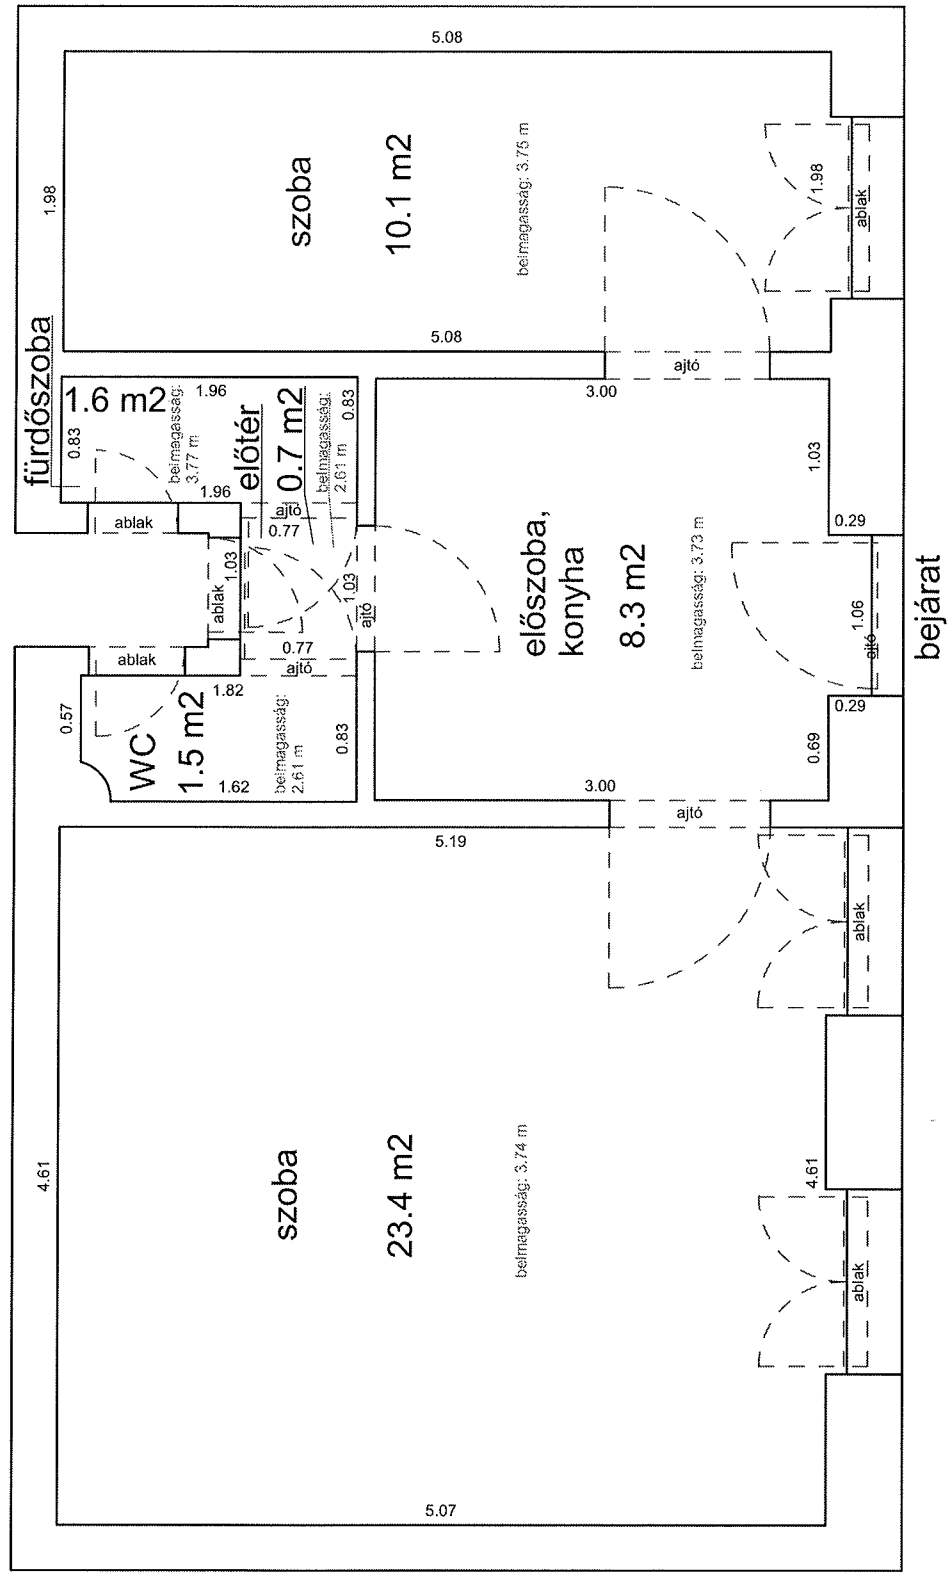 5.08
1.98
szoba
10.1 m2
belmagasság: 3.75 m
1.98
ablak
5.08
ajtó
fürdőszoba
1.6 m2
belmagasság:
3.77 m
1.96
0.83
1.96
előtér
0.7 m2
belmagasság:
2.61 m
0.83
ajtó
0.77
ablak
ablak
1.03
1.03
ajtó
0.77
ajtó
ablak
0.57
WC
1.5 m2
1.82
1.62
belmagasság:
2.61 m
0.83
3.00
1.03
0.29
előszoba,
konyha
8.3 m2
belmagasság: 3.73 m
1.06
ajtó
bejárat
0.29
0.69
3.00
ajtó
5.19
ablak
4.61
szoba
23.4 m2
belmagasság: 3.74 m
4.61
ablak
5.07